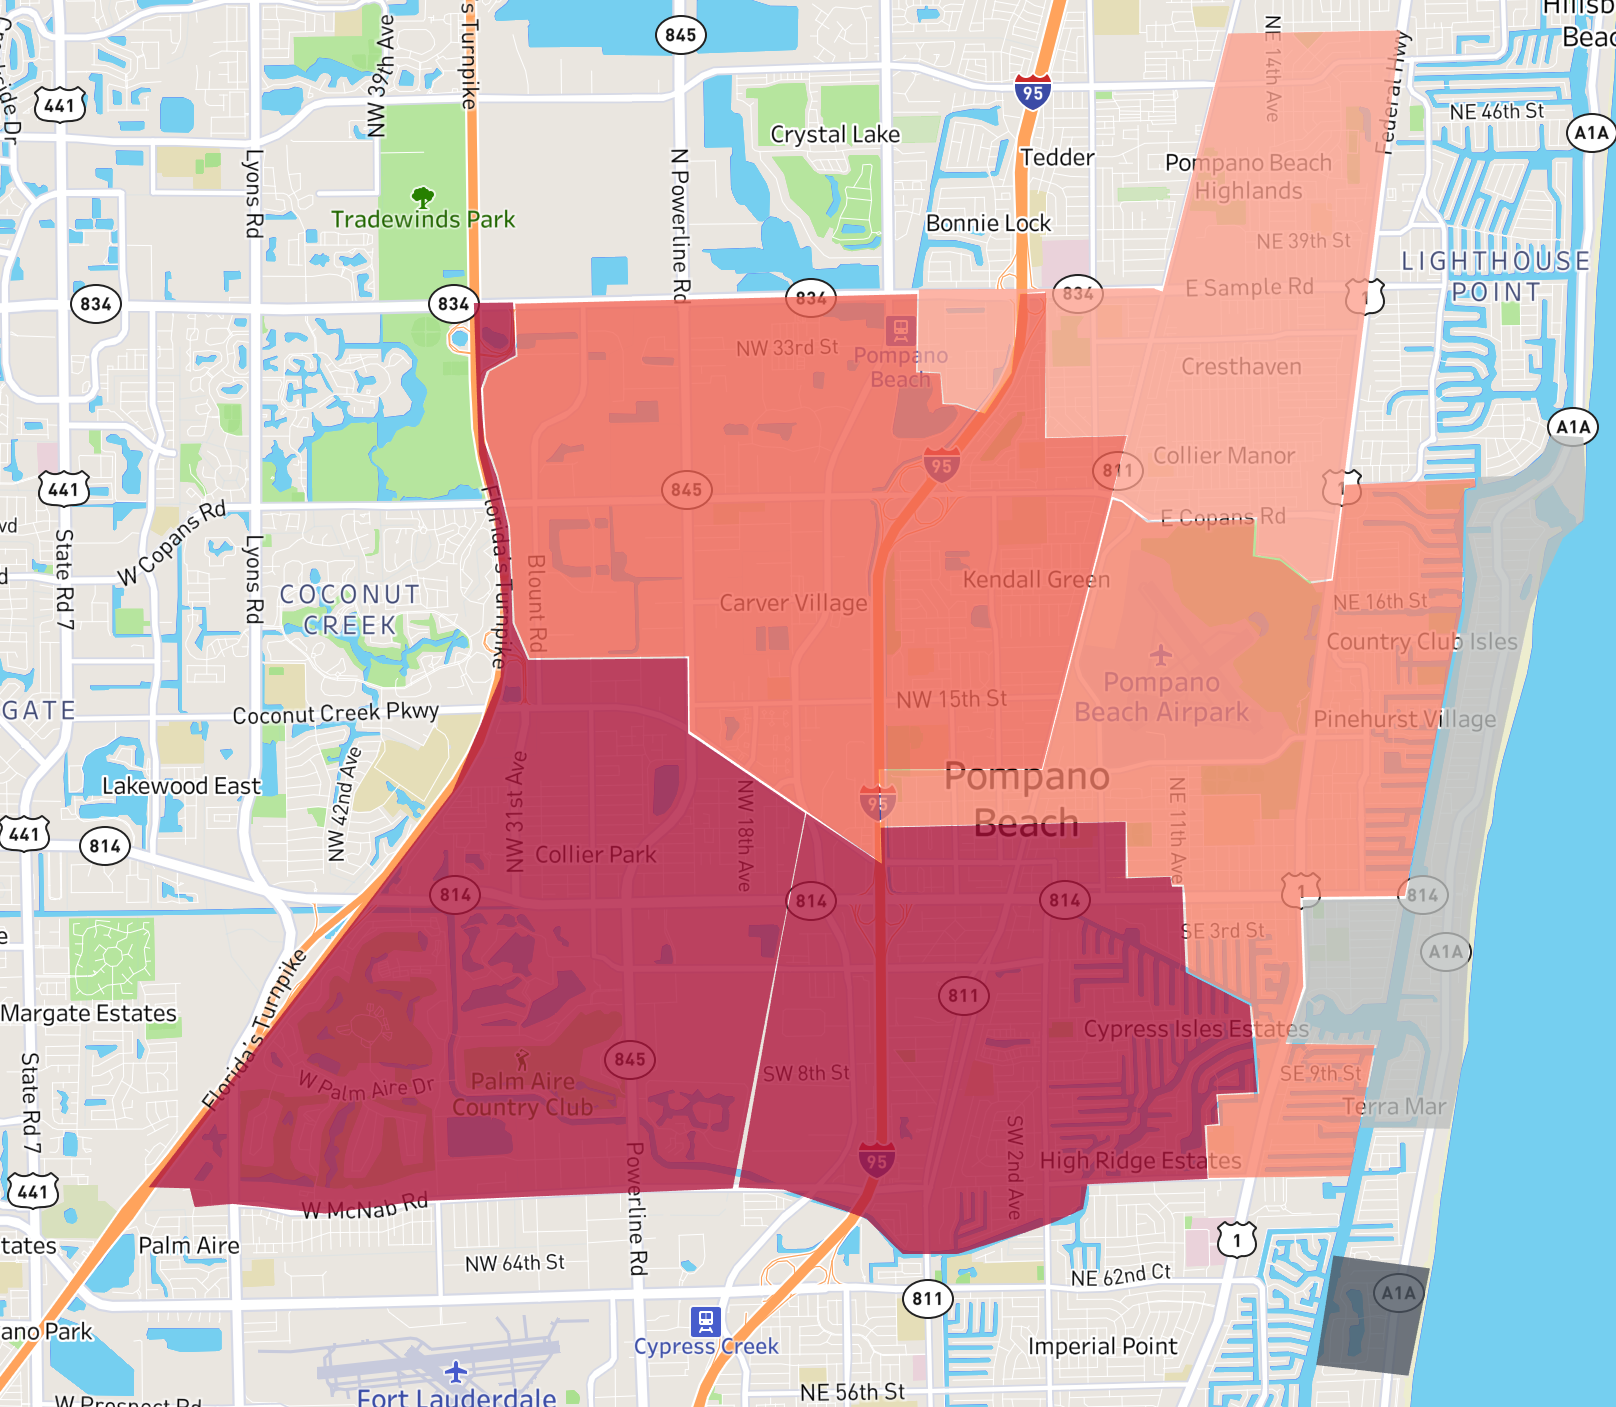 Hillsb
Beac
845
s Turnpike
NW 39th Ave
NE 14th Ave
Federal Hwy
441
95
NE 46th St
A1A
Crystal Lake
Tedder
Lyons Rd
N Powerline Rd
Pompano Beach
Highlands
Tradewinds Park
Bonnie Lock
NE 39th St
LIGHTHOUSE
POINT
834
834
834
834
E Sample Rd
1
NW 33rd St
Pompano
Beach
Cresthaven
A1A
441
845
95
811
Collier Manor
1
E Copans Rd
vd
W Copans Rd
State Rd 7
Lyons Rd
Florida's Turnpike
Blount Rd
COCONUT
CREEK
Carver Village
Kendall Green
NE 16th St
Country Club Isles
GATE
Coconut Creek Pkwy
NW 15th St
Pompano
Beach Airpark
Pinehurst Village
Lakewood East
NW 42nd Ave
NW 31st Ave
NW 18th Ave
95
Pompano
Beach
NE 11th Ave
441
814
Collier Park
814
814
814
1
814
SE 3rd St
A1A
Florida's Turnpike
Margate Estates
811
Cypress Isles Estates
State Rd 7
W Palm Aire Dr
Palm Aire
Country Club
845
SW 8th St
SE 9th St
Terra Mar
SW 2nd Ave
441
W McNab Rd
Powerline Rd
95
High Ridge Estates
tates
Palm Aire
NW 64th St
1
NE 62nd Ct
811
A1A
ano Park
Cypress Creek
Imperial Point
Fort Lauderdale
NE 56th St
W Prospect Rd